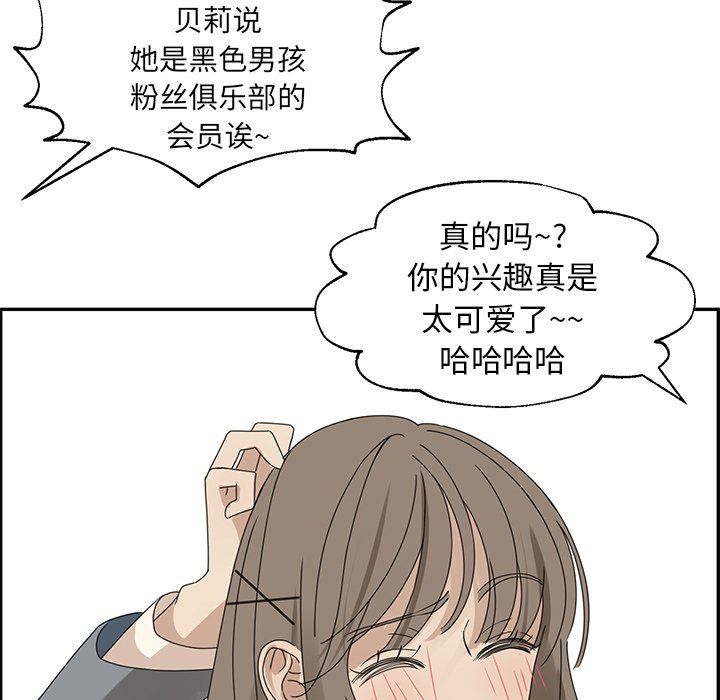 贝莉说
她是黑色男孩
粉丝俱乐部的
会员诶~
真的吗~?
你的兴趣真是
太可爱了~~
哈哈哈哈